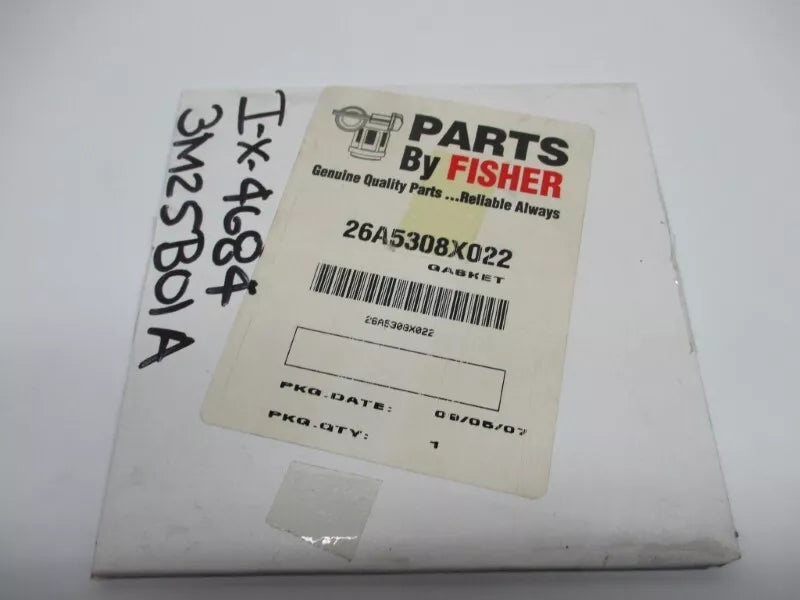 PARTS
By FISHER
Genuine Quality Parts ...Reliable Always
26A5308X022
GASKET
26A5308X022
PKG.DATE: 09/05/07
PKG.QTY: 1
I-X-4684
3M25B01A